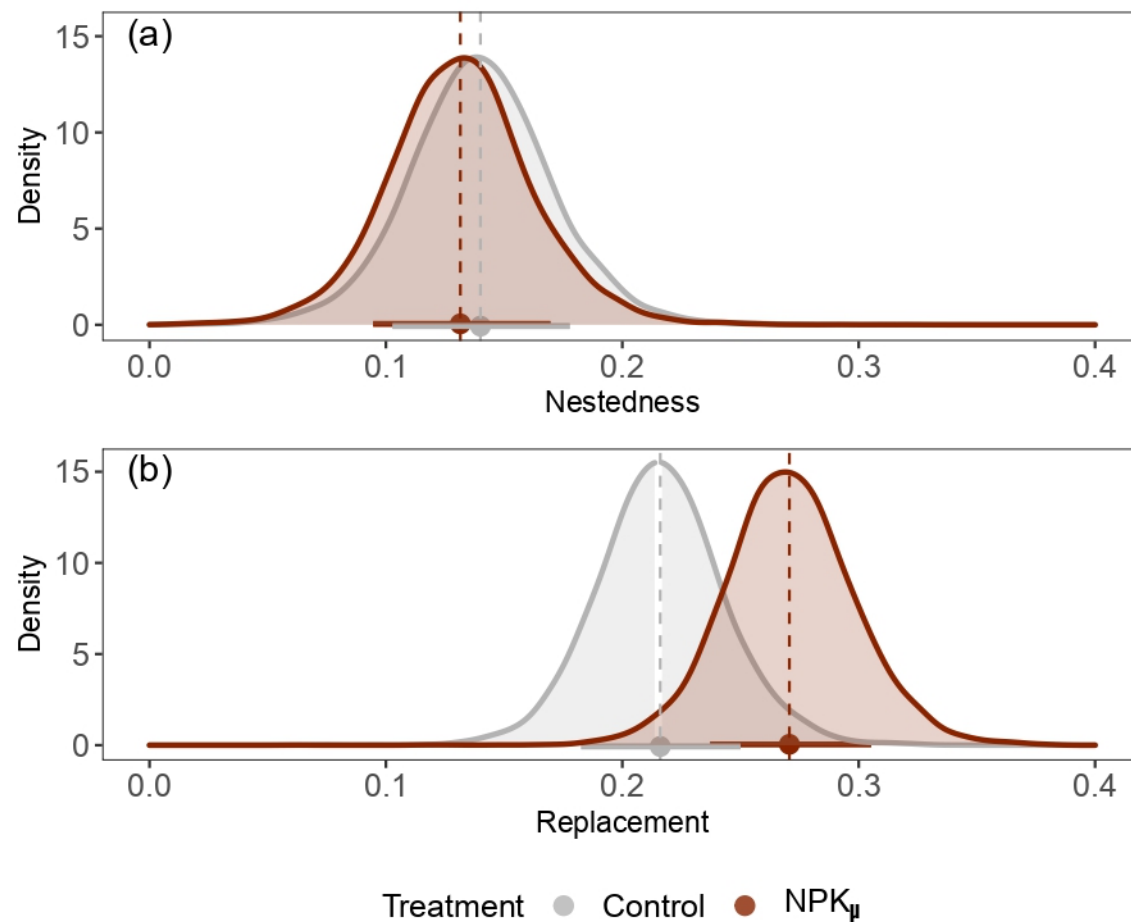 (a)
15
10
5
0
Density
0.0 0.1 0.2 0.3 0.4
Nestedness
(b)
15
10
5
0
Density
0.0 0.1 0.2 0.3 0.4
Replacement
Treatment Control NPKμ